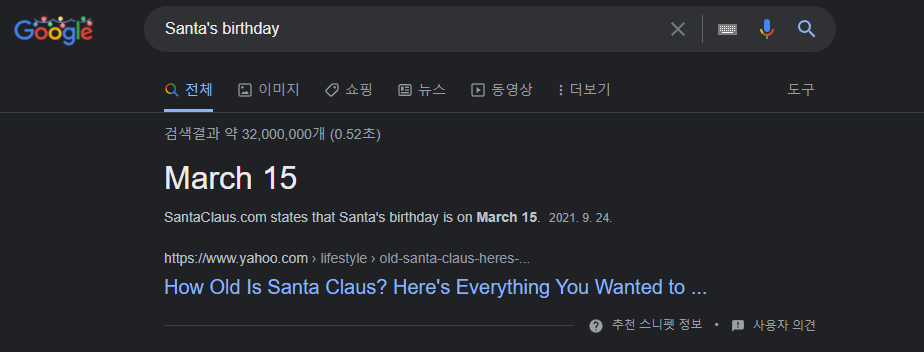 Google
Santa's birthday
전체 이미지 쇼핑 뉴스 동영상 더보기 도구
검색결과 약 32,000,000개 (0.52초)
March 15
SantaClaus.com states that Santa's birthday is on March 15. 2021. 9. 24.
https://www.yahoo.com › lifestyle › old-santa-claus-heres-...
How Old Is Santa Claus? Here's Everything You Wanted to ...
추천 스니펫 정보 • 사용자 의견